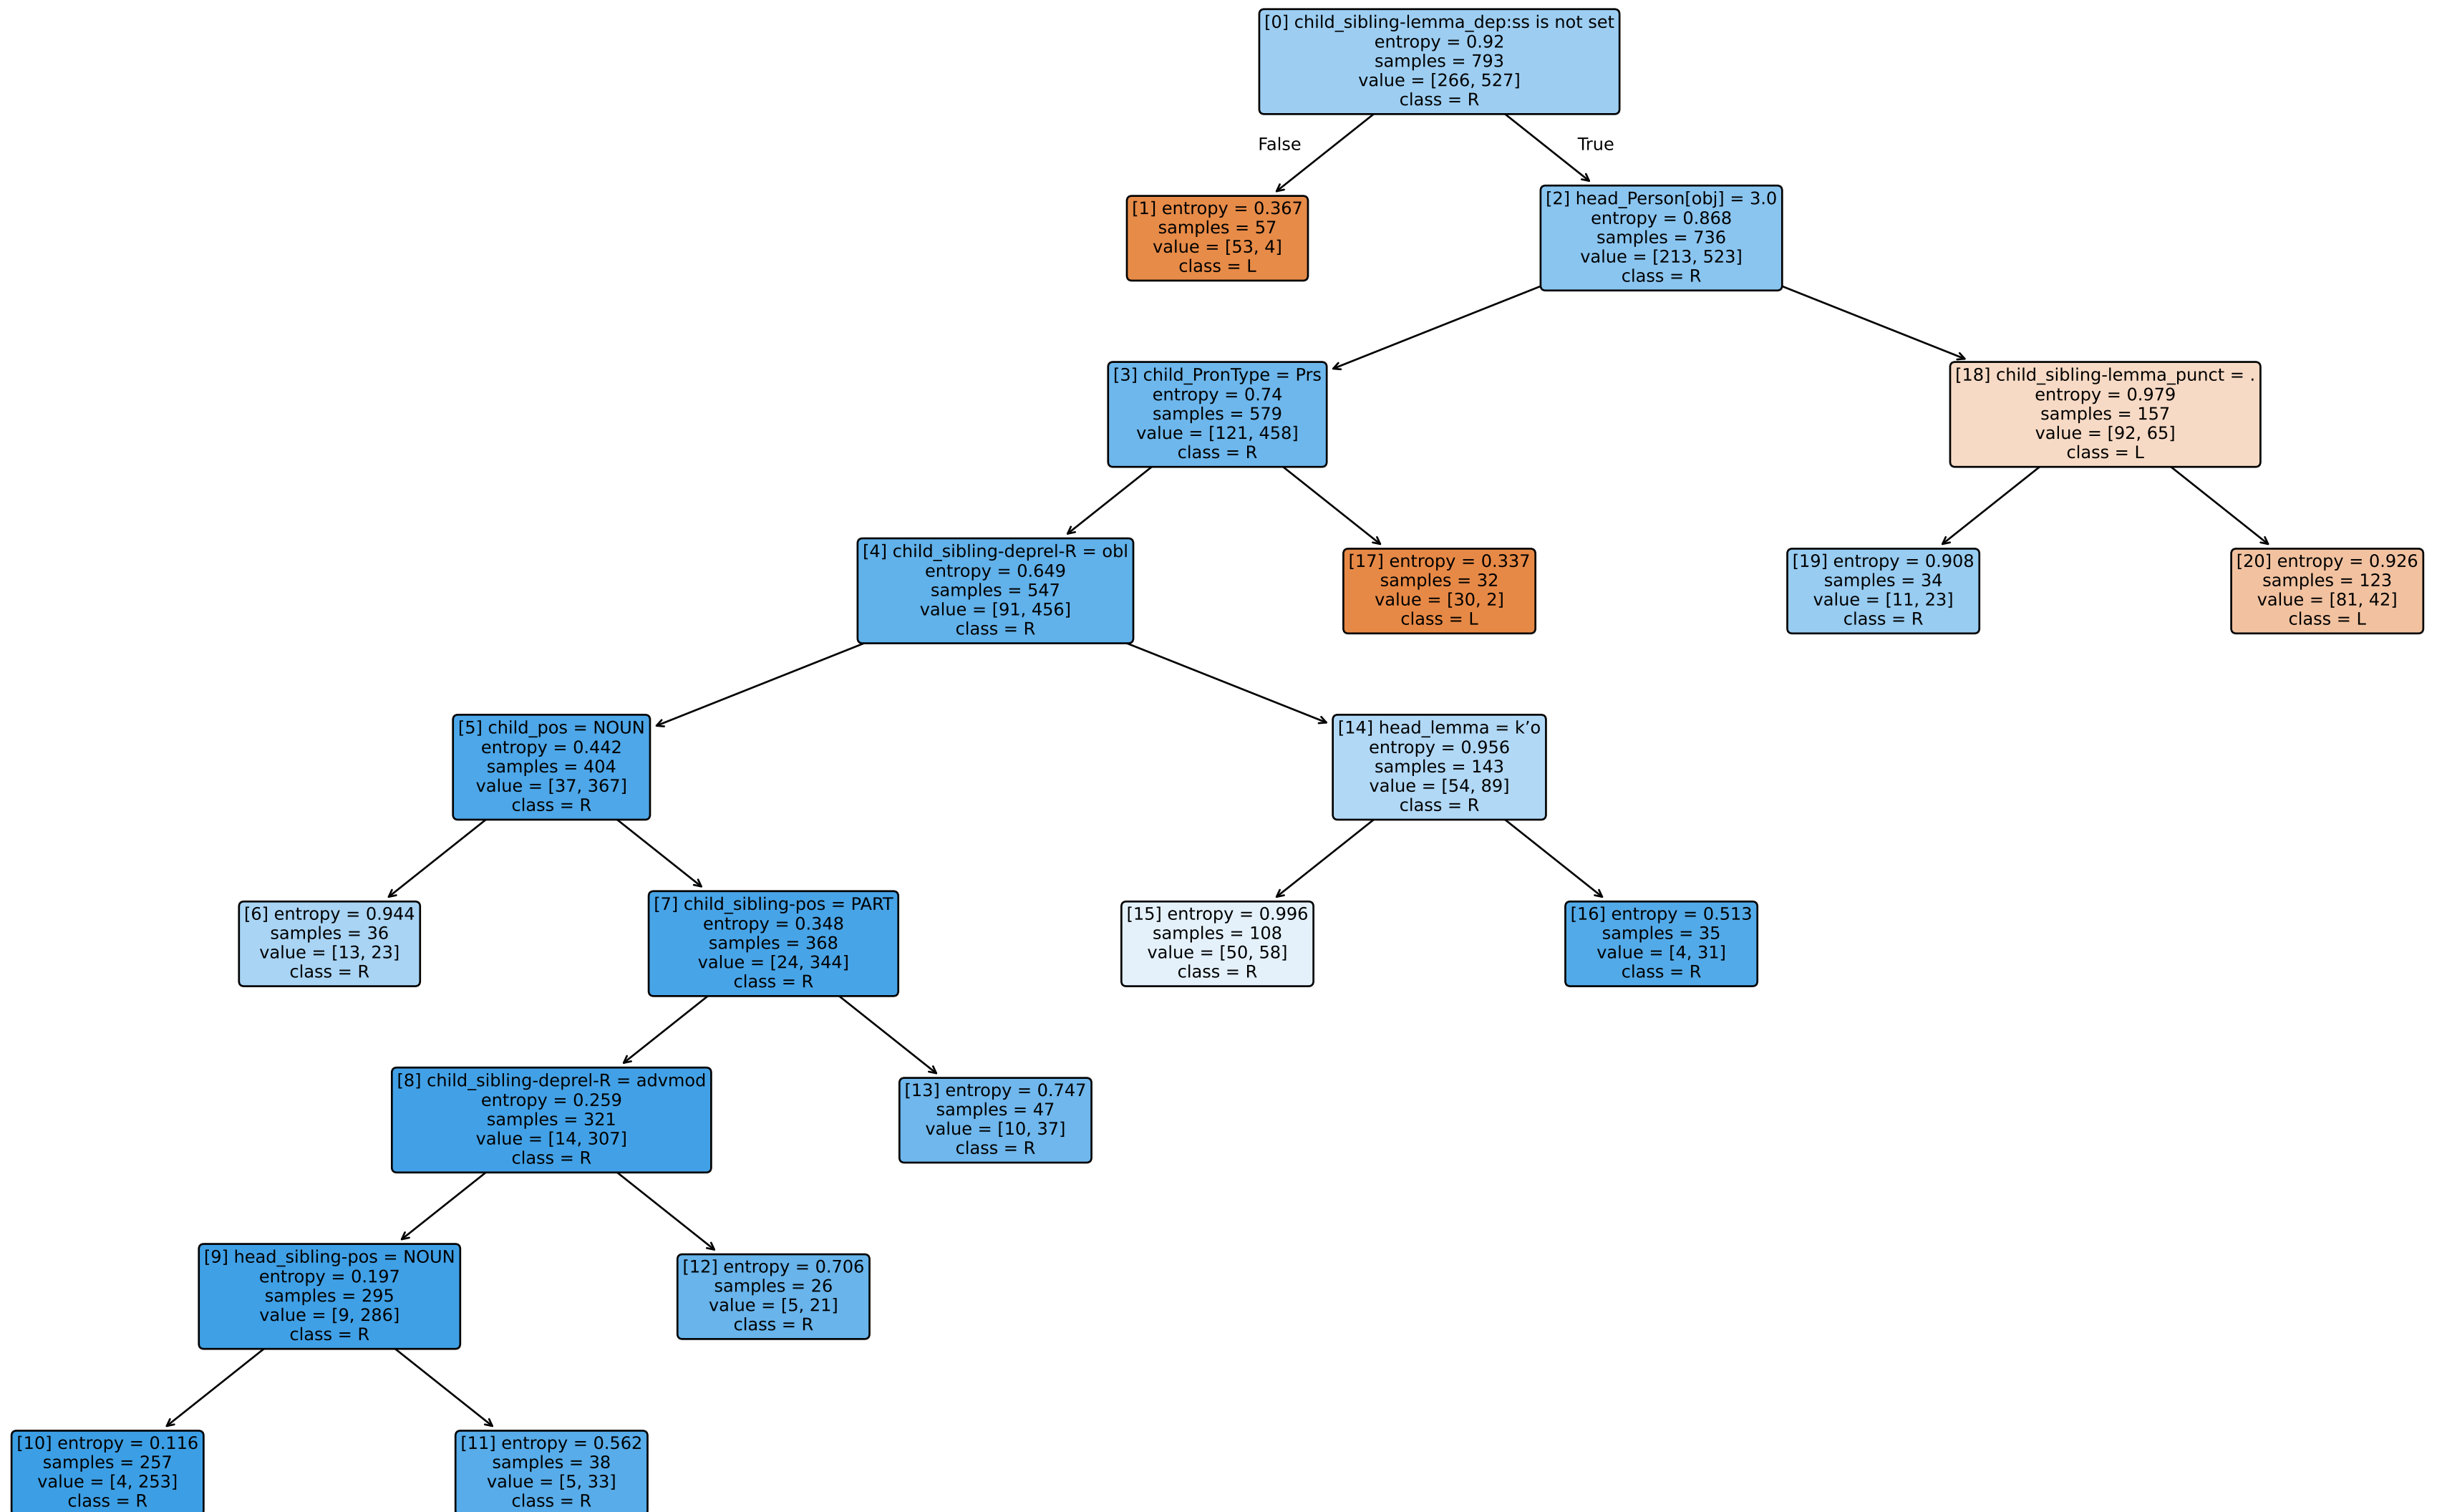 [0] child_sibling-lemma_dep:ss is not set
entropy = 0.92
samples = 793
value = [266, 527]
class = R
False
True
[1] entropy = 0.367
samples = 57
value = [53, 4]
class = L
[2] head_Person[obj] = 3.0
entropy = 0.868
samples = 736
value = [213, 523]
class = R
[3] child_PronType = Prs
entropy = 0.74
samples = 579
value = [121, 458]
class = R
[18] child_sibling-lemma_punct = .
entropy = 0.979
samples = 157
value = [92, 65]
class = L
[4] child_sibling-deprel-R = obl
entropy = 0.649
samples = 547
value = [91, 456]
class = R
[17] entropy = 0.337
samples = 32
value = [30, 2]
class = L
[19] entropy = 0.908
samples = 34
value = [11, 23]
class = R
[20] entropy = 0.926
samples = 123
value = [81, 42]
class = L
[5] child_pos = NOUN
entropy = 0.442
samples = 404
value = [37, 367]
class = R
[14] head_lemma = k’o
entropy = 0.956
samples = 143
value = [54, 89]
class = R
[6] entropy = 0.944
samples = 36
value = [13, 23]
class = R
[7] child_sibling-pos = PART
entropy = 0.348
samples = 368
value = [24, 344]
class = R
[15] entropy = 0.996
samples = 108
value = [50, 58]
class = R
[16] entropy = 0.513
samples = 35
value = [4, 31]
class = R
[8] child_sibling-deprel-R = advmod
entropy = 0.259
samples = 321
value = [14, 307]
class = R
[13] entropy = 0.747
samples = 47
value = [10, 37]
class = R
[9] head_sibling-pos = NOUN
entropy = 0.197
samples = 295
value = [9, 286]
class = R
[12] entropy = 0.706
samples = 26
value = [5, 21]
class = R
[10] entropy = 0.116
samples = 257
value = [4, 253]
class = R
[11] entropy = 0.562
samples = 38
value = [5, 33]
class = R